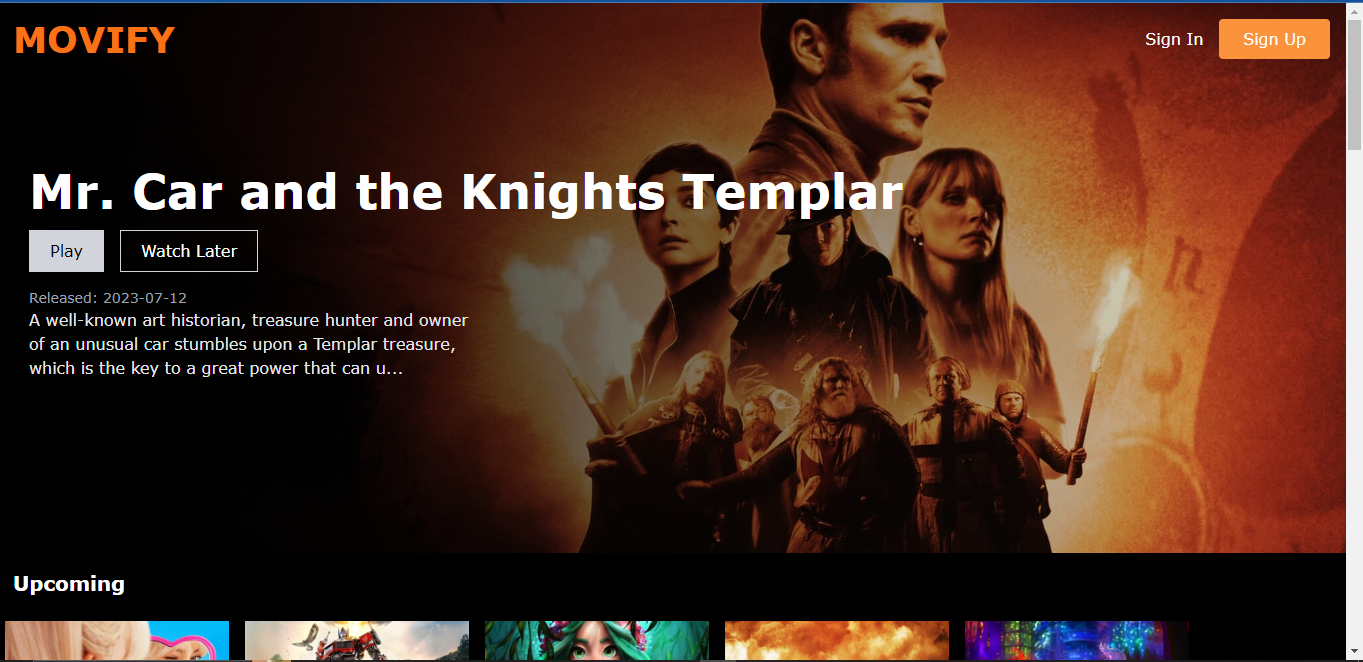 MOVIFY
Sign In
Sign Up
Mr. Car and the Knights Templar
Play
Watch Later
Released: 2023-07-12
A well-known art historian, treasure hunter and owner
of an unusual car stumbles upon a Templar treasure,
which is the key to a great power that can u...
Upcoming